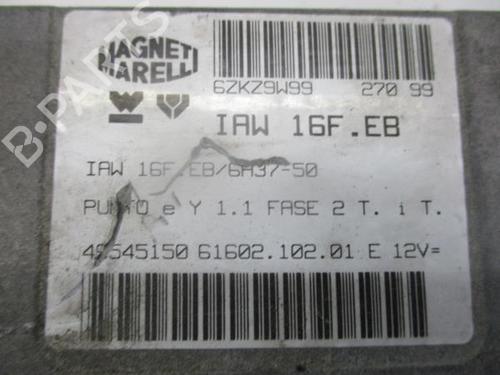 MAGNETI
MARELLI
6ZKZ9W99 270 99
IAW 16F.EB
IAW 16F.EB/6A37-50
PUNTO e Y 1.1 FASE 2 T. i T.
61602.102.01 E 12V=
B-PARTS